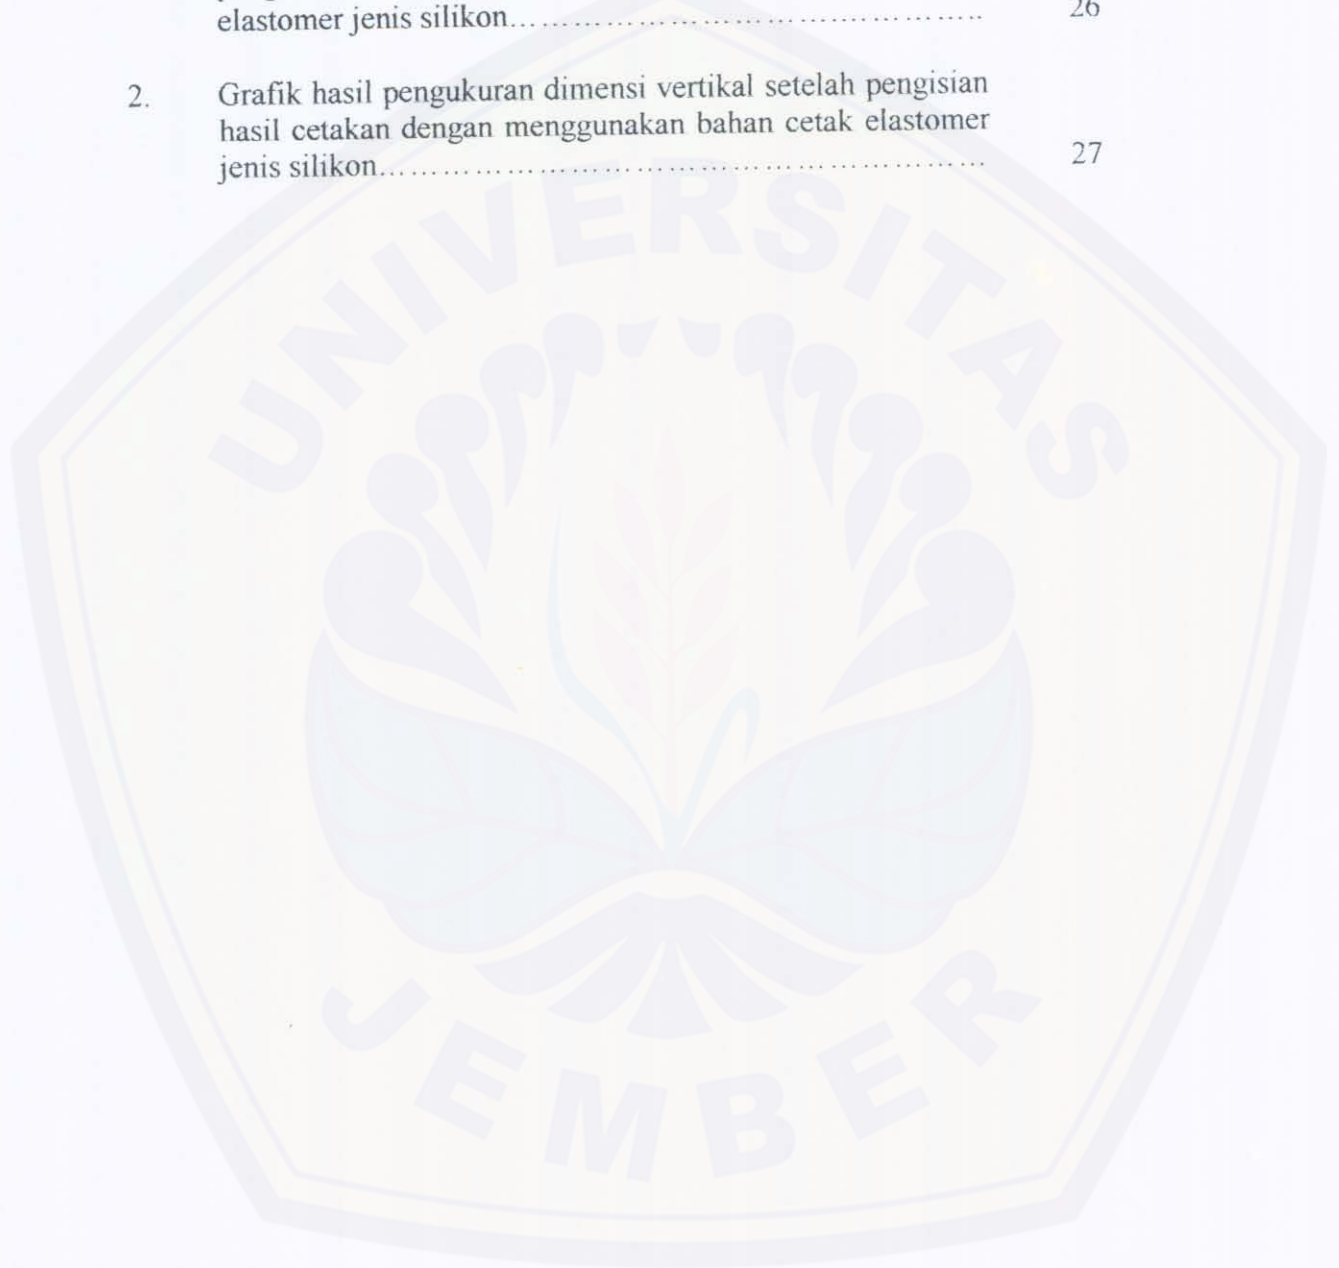 elastomer jenis silikon........................................ 26
2. Grafik hasil pengukuran dimensi vertikal setelah pengisian
hasil cetakan dengan menggunakan bahan cetak elastomer
jenis silikon.................................................. 27
UNIVERSITAS
JEMBER